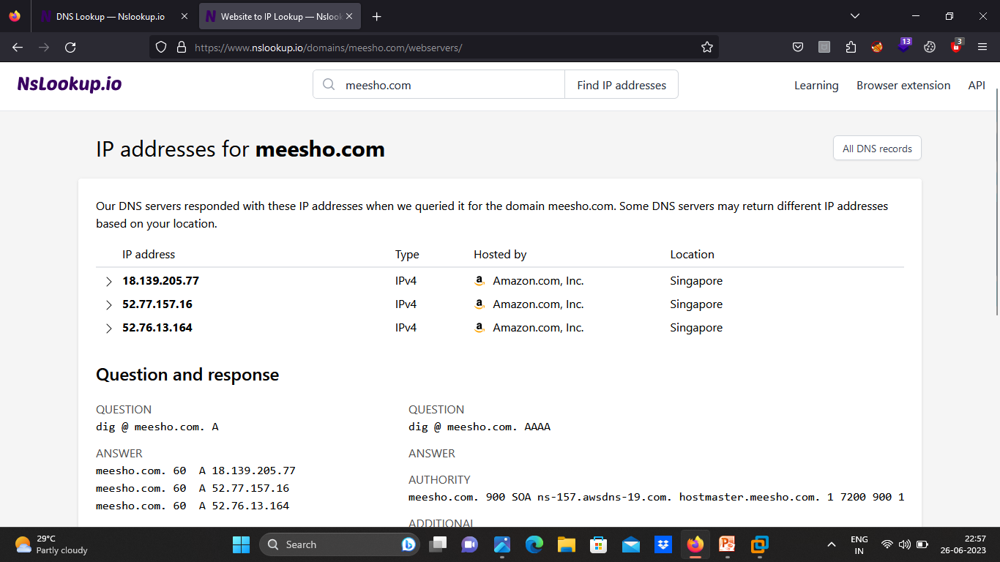 DNS Lookup — Nslookup.io
Website to IP Lookup — Nslook
https://www.nslookup.io/domains/meesho.com/webservers/
13
3
NsLookup.io
meesho.com
Find IP addresses
Learning
Browser extension
API
IP addresses for meesho.com
All DNS records
Our DNS servers responded with these IP addresses when we queried it for the domain meesho.com. Some DNS servers may return different IP addresses
based on your location.
IP address Type Hosted by Location
18.139.205.77 IPv4 Amazon.com, Inc. Singapore
52.77.157.16 IPv4 Amazon.com, Inc. Singapore
52.76.13.164 IPv4 Amazon.com, Inc. Singapore
Question and response
QUESTION
dig @ meesho.com. A
ANSWER
meesho.com. 60 A 18.139.205.77
meesho.com. 60 A 52.77.157.16
meesho.com. 60 A 52.76.13.164
QUESTION
dig @ meesho.com. AAAA
ANSWER
AUTHORITY
meesho.com. 900 SOA ns-157.awsdns-19.com. hostmaster.meesho.com. 1 7200 900 1
ADDITIONAL
29°C
Partly cloudy
Search
ENG
IN
22:57
26-06-2023